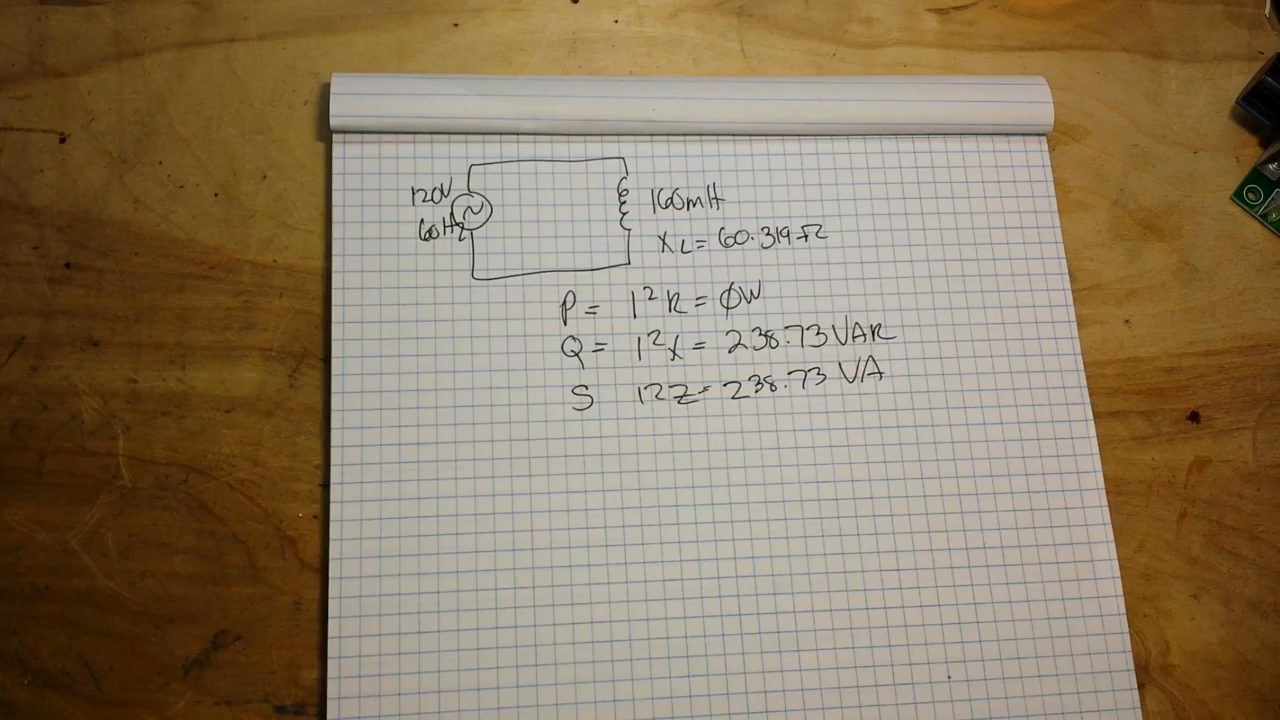 120V
60Hz
160mH
XL = 60.319Ω
P = I²R = ØW
Q = I²X = 238.73 VAR
S I2Z = 238.73 VA